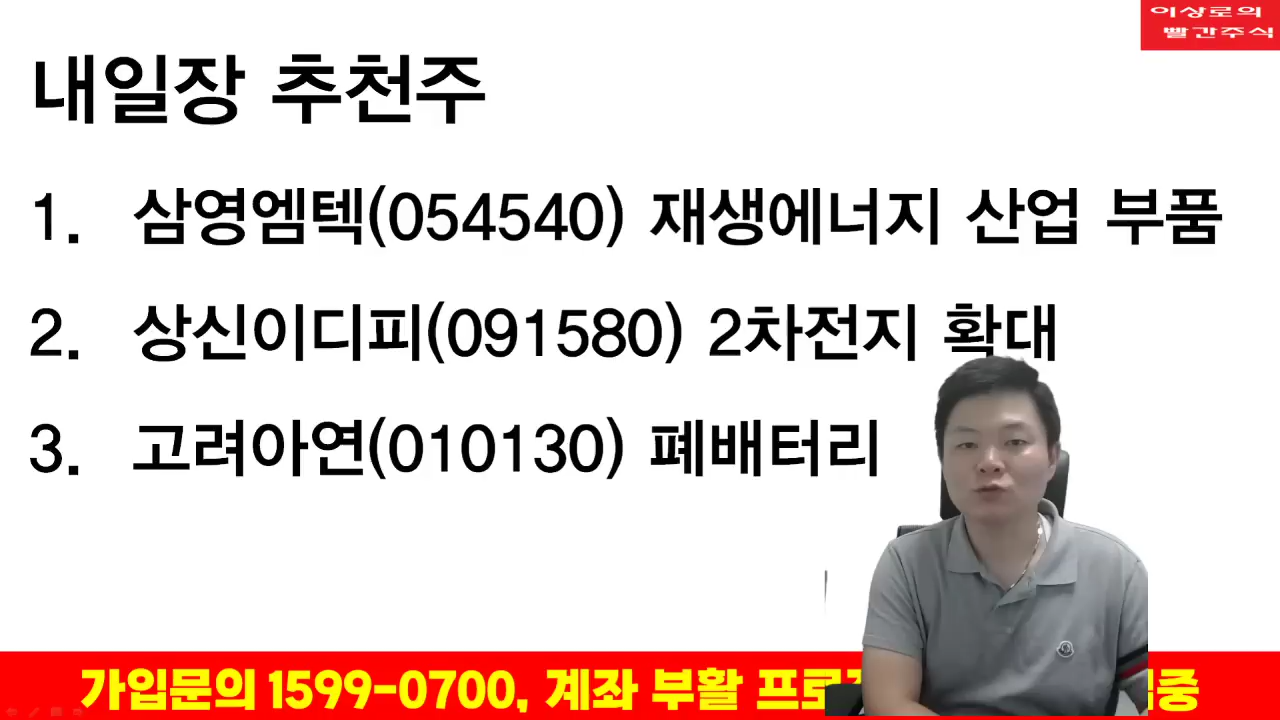 이상로의
빨간주식
내일장 추천주
1. 삼영엠텍(054540) 재생에너지 산업 부품
2. 상신이디피(091580) 2차전지 확대
3. 고려아연(010130) 폐배터리
가입문의 1599-0700, 계좌 부활 중